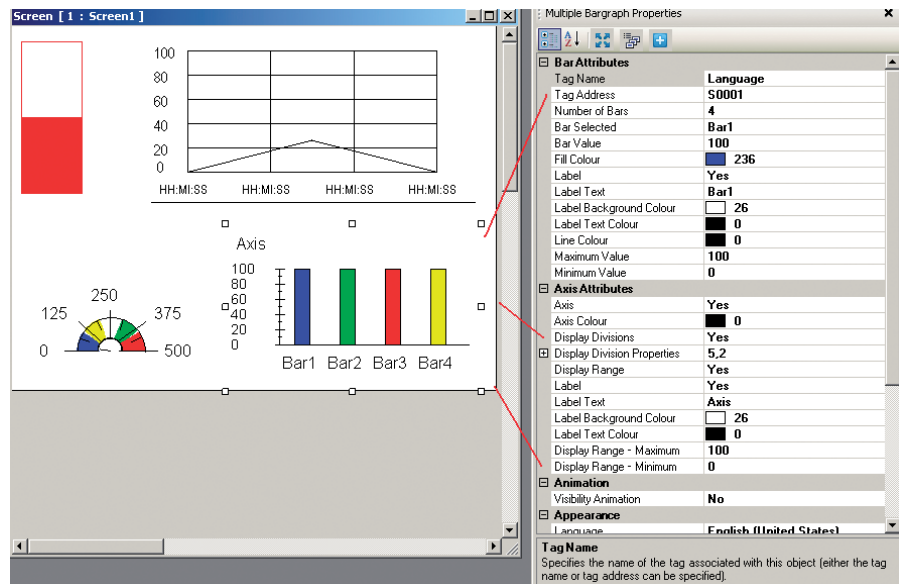 Screen [ 1 : Screen1 ]
100
80
60
40
20
0
HH:MI:SS HH:MI:SS HH:MI:SS HH:MI:SS
Axis
100
80
60
40
20
0
Bar1 Bar2 Bar3 Bar4
250
125 375
0 500
Multiple Bargraph Properties
Bar Attributes
Tag Name Language
Tag Address S0001
Number of Bars 4
Bar Selected Bar1
Bar Value 100
Fill Colour 236
Label Yes
Label Text Bar1
Label Background Colour 26
Label Text Colour 0
Line Colour 0
Maximum Value 100
Minimum Value 0
Axis Attributes
Axis Yes
Axis Colour 0
Display Divisions Yes
Display Division Properties 5,2
Display Range Yes
Label Yes
Label Text Axis
Label Background Colour 26
Label Text Colour 0
Display Range - Maximum 100
Display Range - Minimum 0
Animation
Visibility Animation No
Appearance
Language English (United States)
Tag Name
Specifies the name of the tag associated with this object (either the tag
name or tag address can be specified).